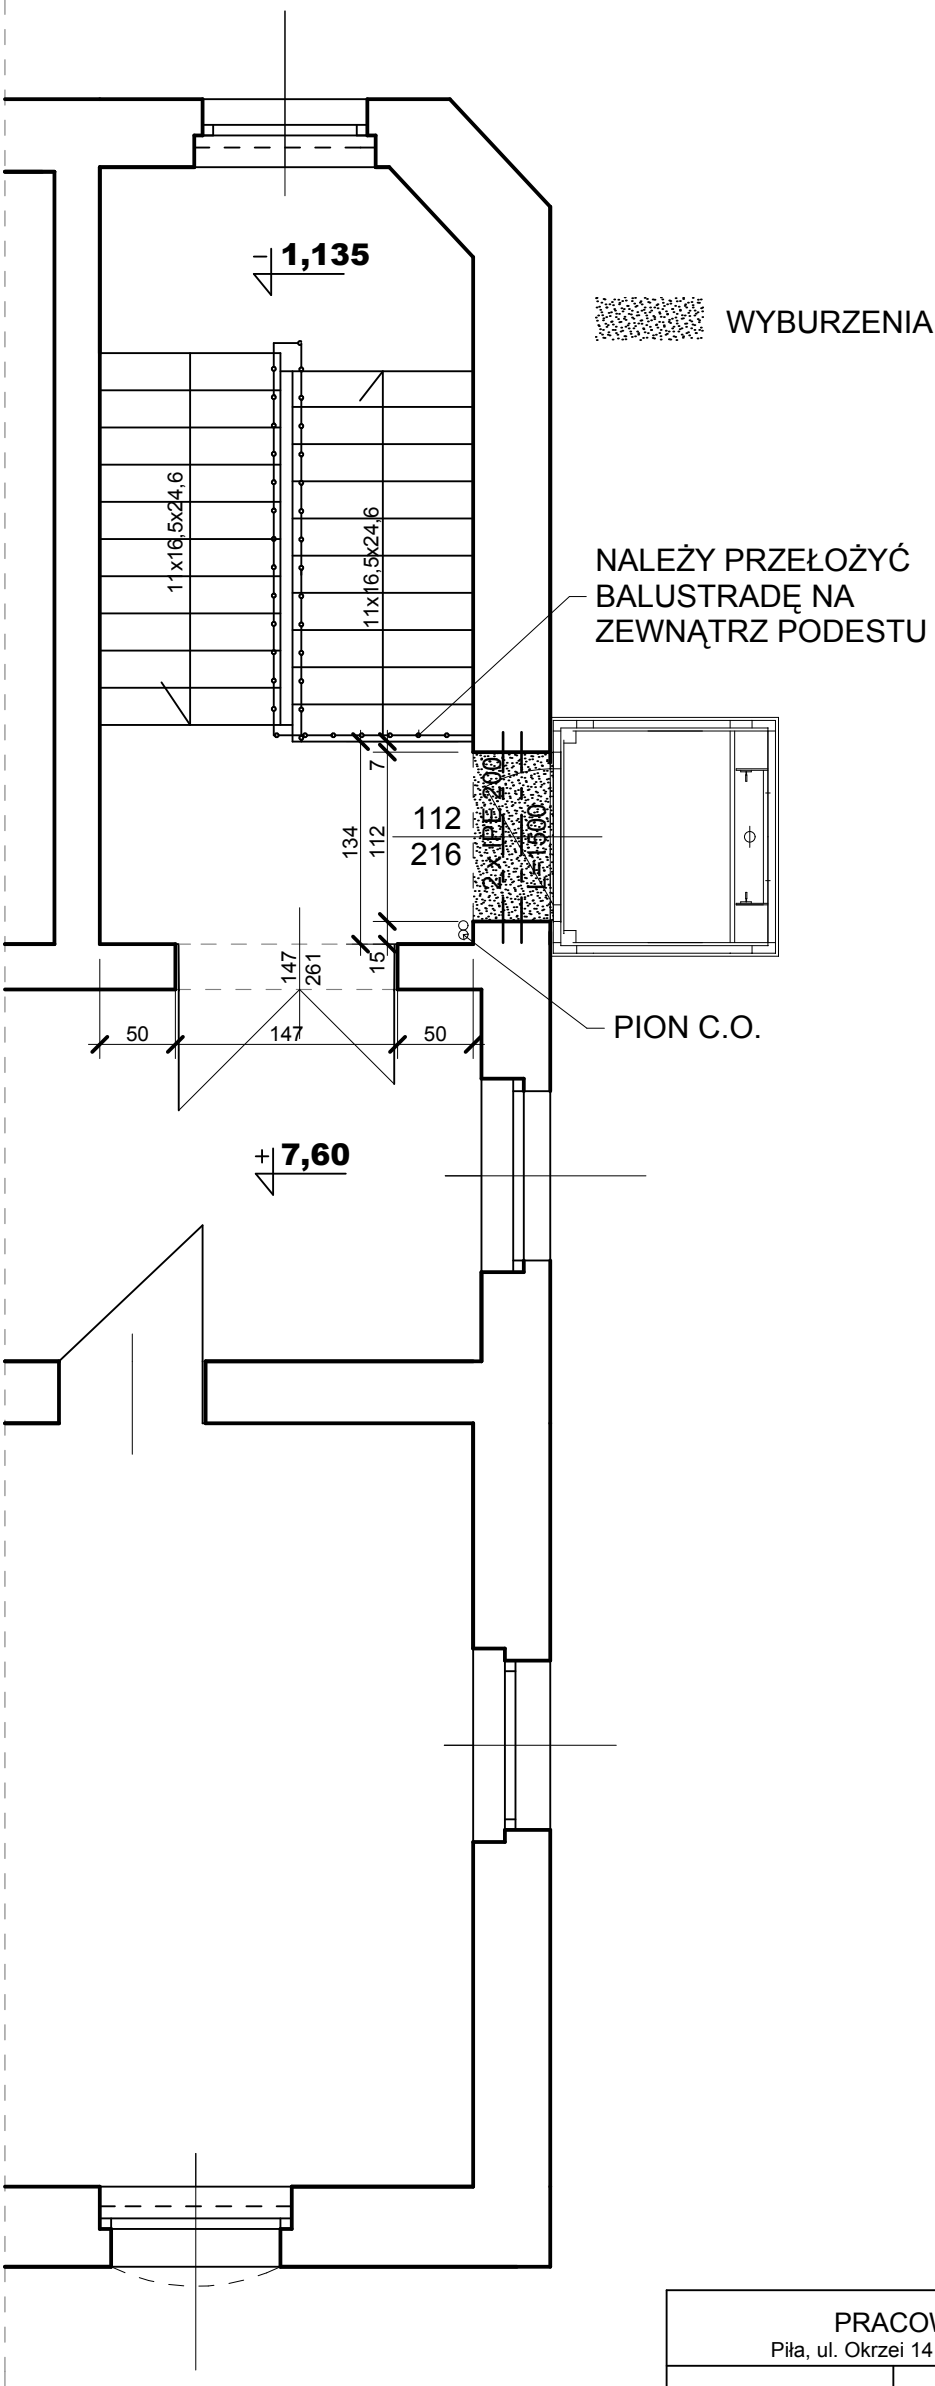 - 1,135
WYBURZENIA
11x16,5x24,6
11x16,5x24,6
NALEŻY PRZEŁOŻYĆ
BALUSTRADĘ NA
ZEWNĄTRZ PODESTU
7
134
112
112
216
2 x IPE 200
L=1500
15
147
261
50
147
50
PION C.O.
+ 7,60
Piła, ul. Okrzei 14